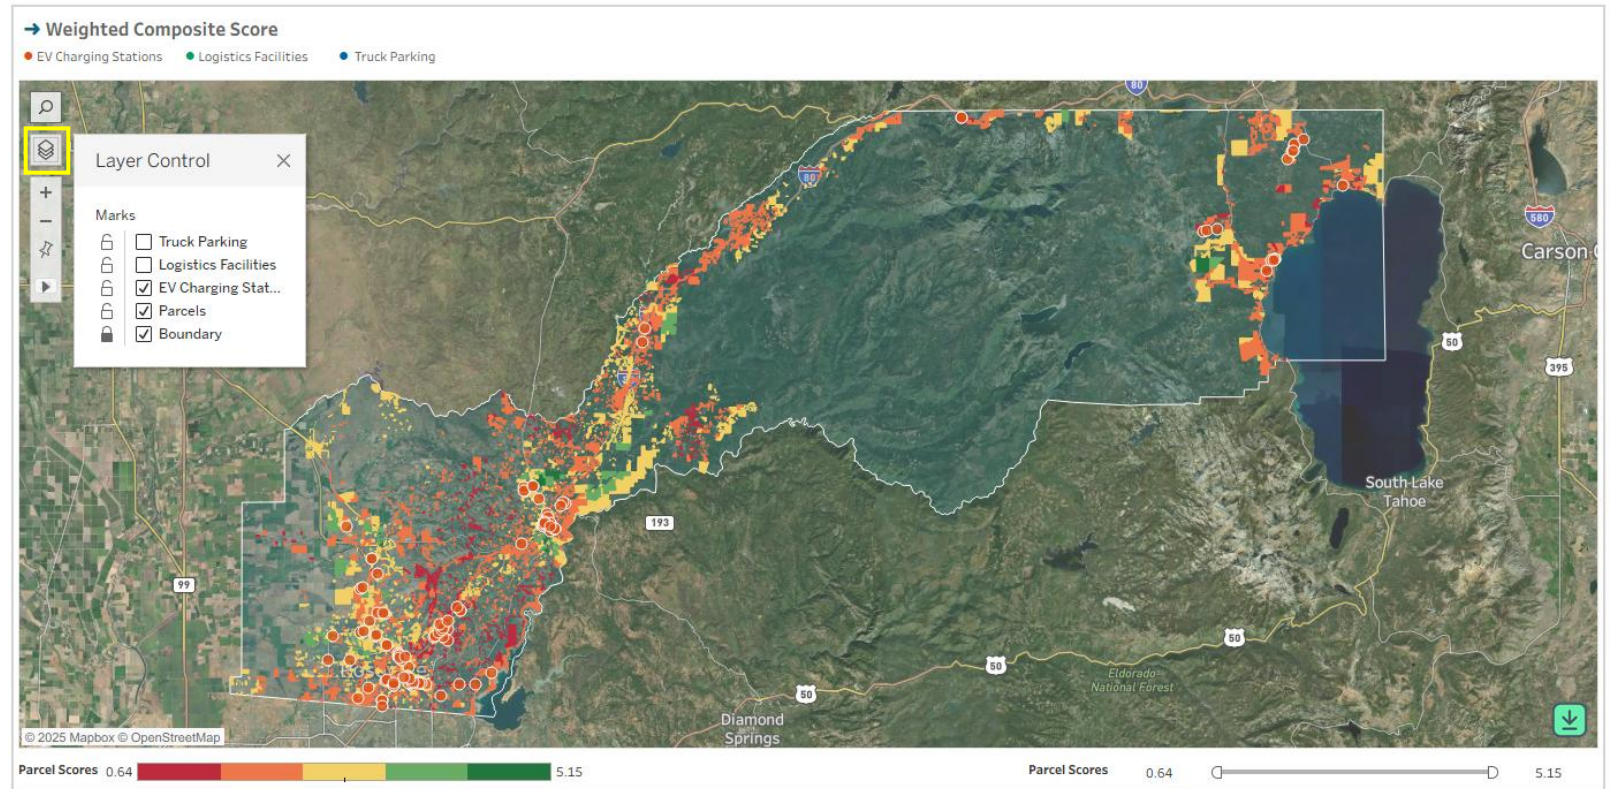 → Weighted Composite Score
EV Charging Stations Logistics Facilities Truck Parking
80
Layer Control
Marks
Truck Parking
Logistics Facilities
EV Charging Stat...
Parcels
Boundary
80
580
Carson
50
395
South Lake
Tahoe
193
99
50
50
50
Eldorado
National Forest
Diamond
Springs
© 2025 Mapbox © OpenStreetMap
Parcel Scores 0.64 5.15
Parcel Scores 0.64 5.15